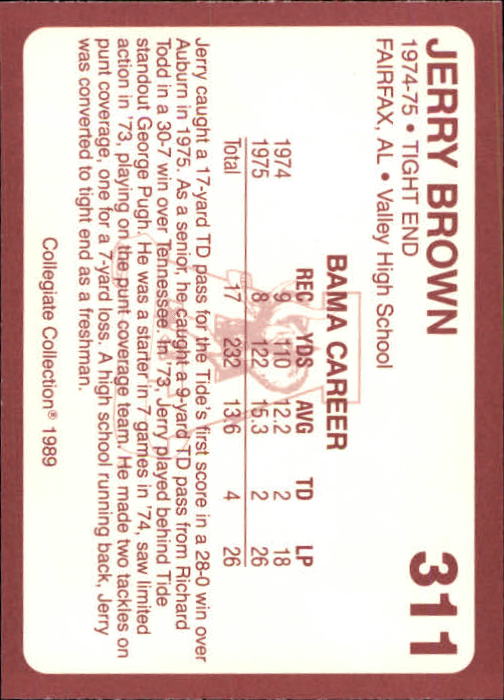 JERRY BROWN 311
1974-75 • TIGHT END
FAIRFAX, AL • Valley High School
BAMA CAREER
REC YDS AVG TD LP
1974 9 110 12.2 2 18
1975 8 122 15.3 2 26
Total 17 232 13.6 4 26
Jerry caught a 17-yard TD pass for the Tide's first score in a 28-0 win over
Auburn in 1975. As a senior, he caught a 9-yard TD pass from Richard
Todd in a 30-7 win over Tennessee. In '73, Jerry played behind Tide
standout George Pugh. He was a starter in 7 games in '74, saw limited
action in '73, playing on the punt coverage team. He made two tackles on
punt coverage, one for a 7-yard loss. A high school running back, Jerry
was converted to tight end as a freshman.
Collegiate Collection® 1989